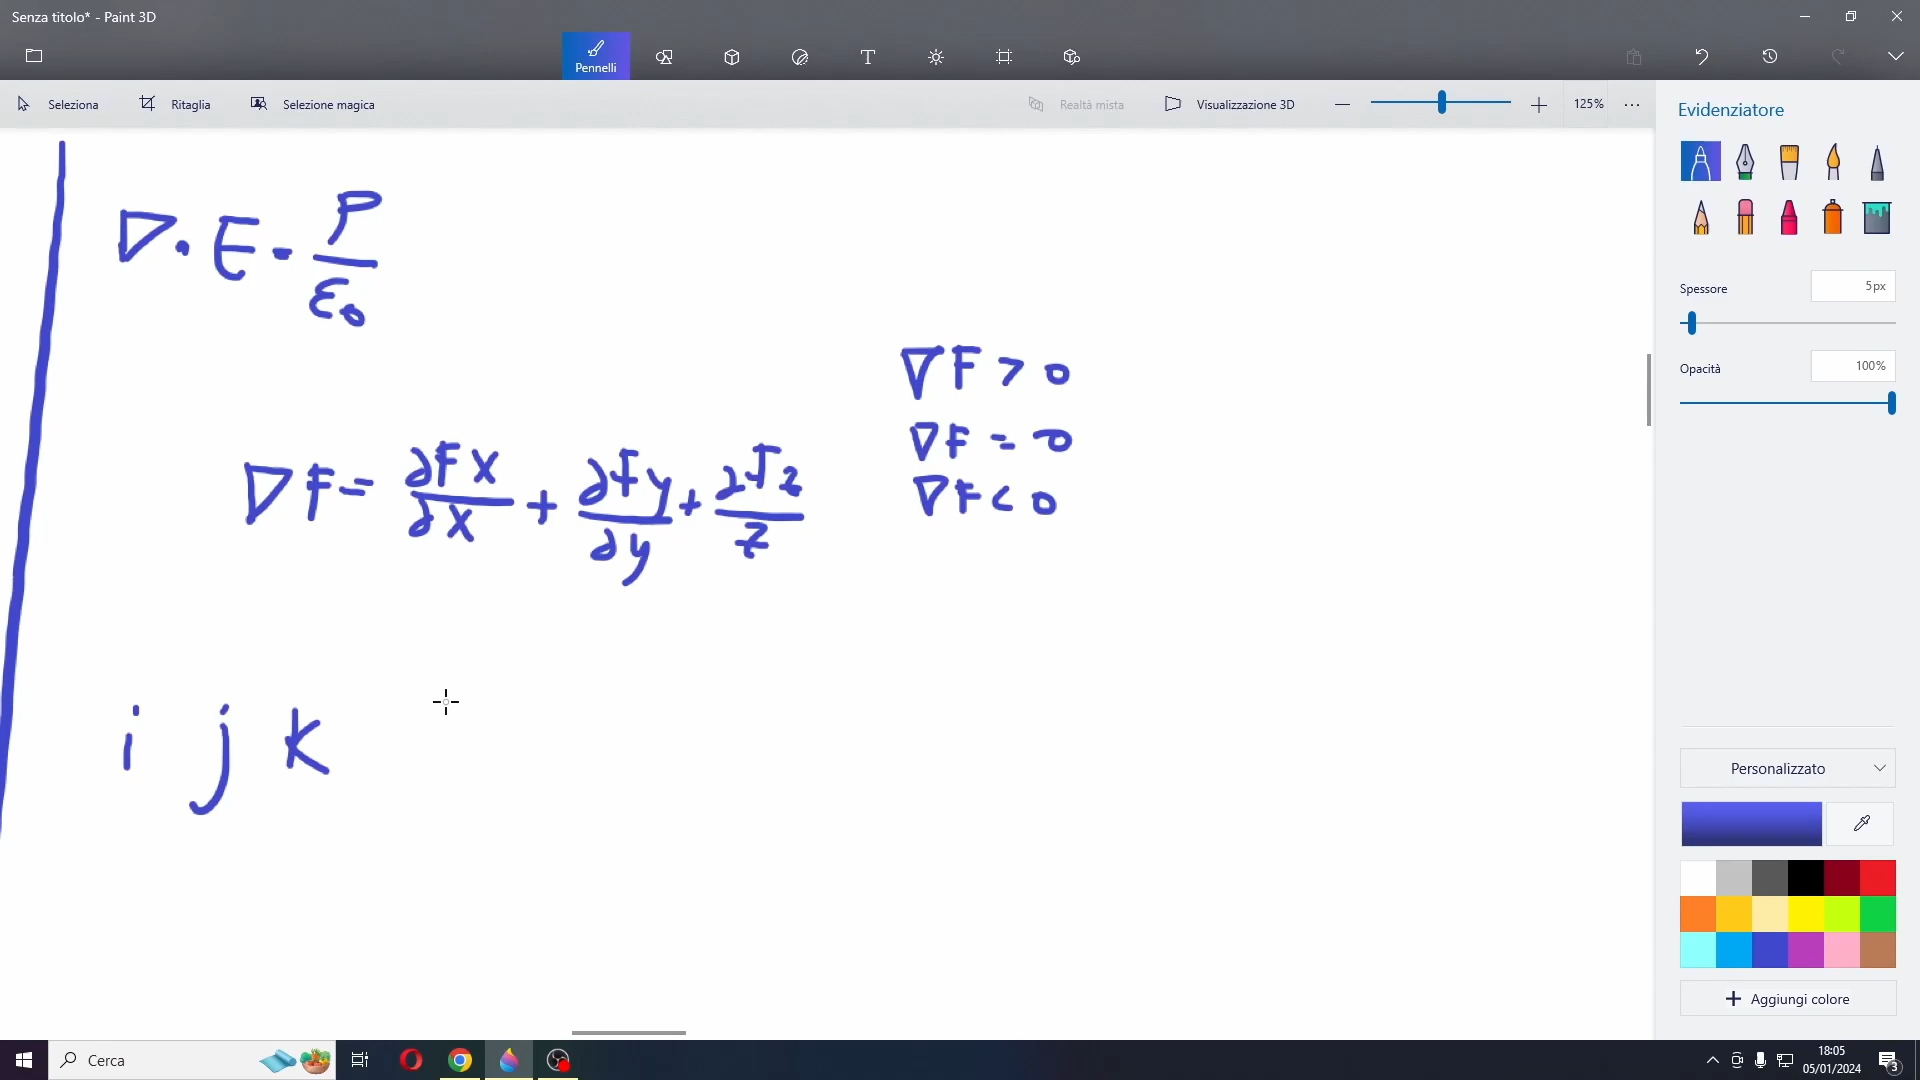 Senza titolo* - Paint 3D
Pennelli
Seleziona Ritaglia Selezione magica Realtà mista Visualizzazione 3D 125%
Evidenziatore
Spessore 5px
Opacità 100%
∇ · E = ρ/ε0
∇F > 0
∇F = 0
∇F < 0
∇F = ∂Fx/∂x + ∂Fy/∂y + ∂Fz/z
i j k
Personalizzato
Aggiungi colore
Cerca
18:05
05/01/2024
3